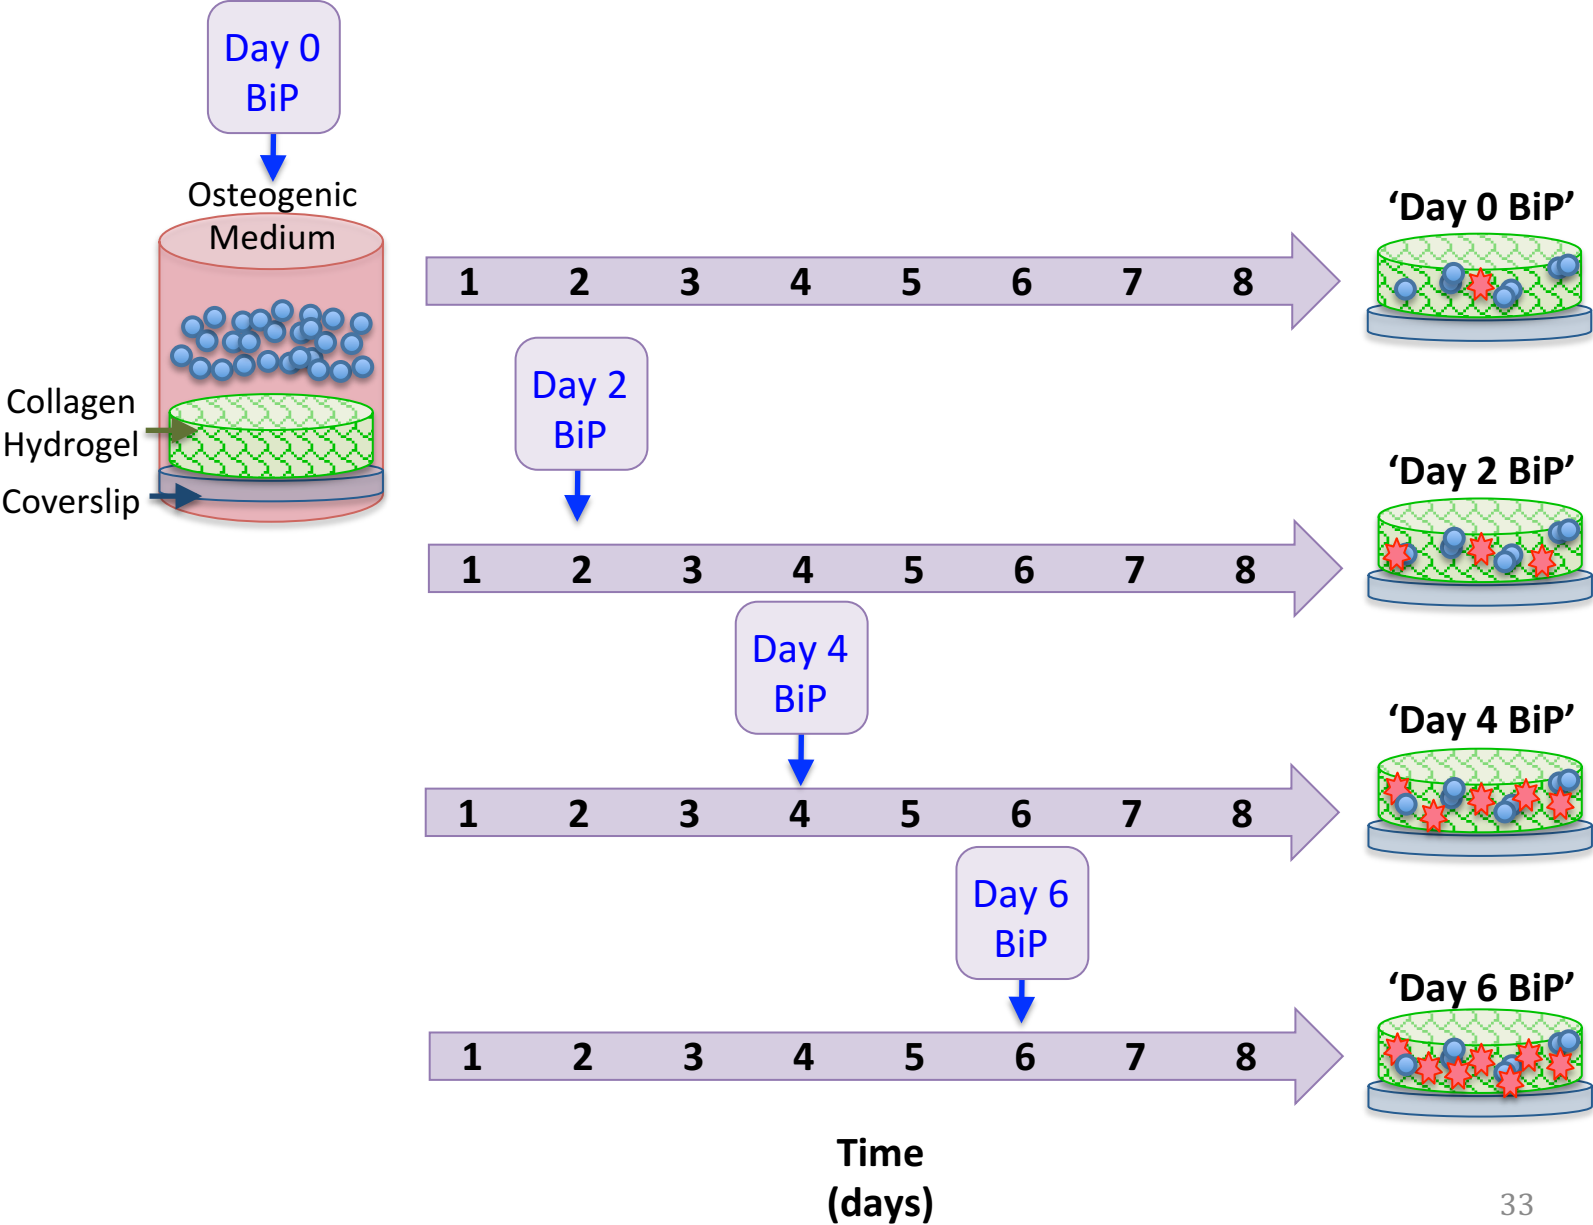 Day 0
BiP
Osteogenic
Medium
Collagen
Hydrogel
Coverslip
1 2 3 4 5 6 7 8
‘Day 0 BiP’
Day 2
BiP
1 2 3 4 5 6 7 8
‘Day 2 BiP’
Day 4
BiP
1 2 3 4 5 6 7 8
‘Day 4 BiP’
Day 6
BiP
1 2 3 4 5 6 7 8
‘Day 6 BiP’
Time
(days)
33